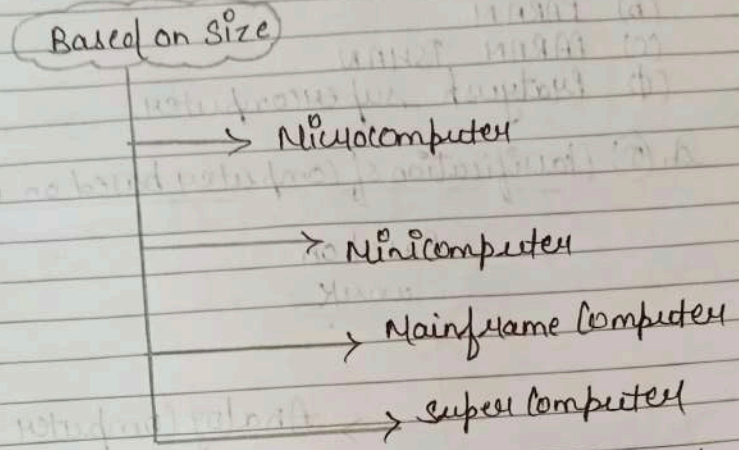 Based on Size
Microcomputer
Minicomputer
Mainframe Computer
super Computer